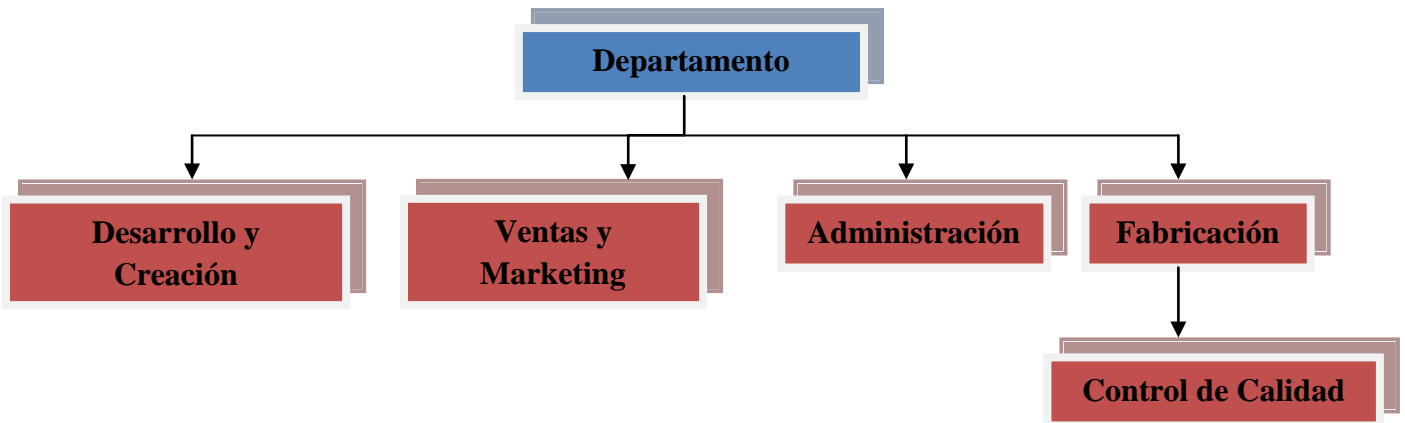 Departamento
Desarrollo y
Creación
Ventas y
Marketing
Administración
Fabricación
Control de Calidad